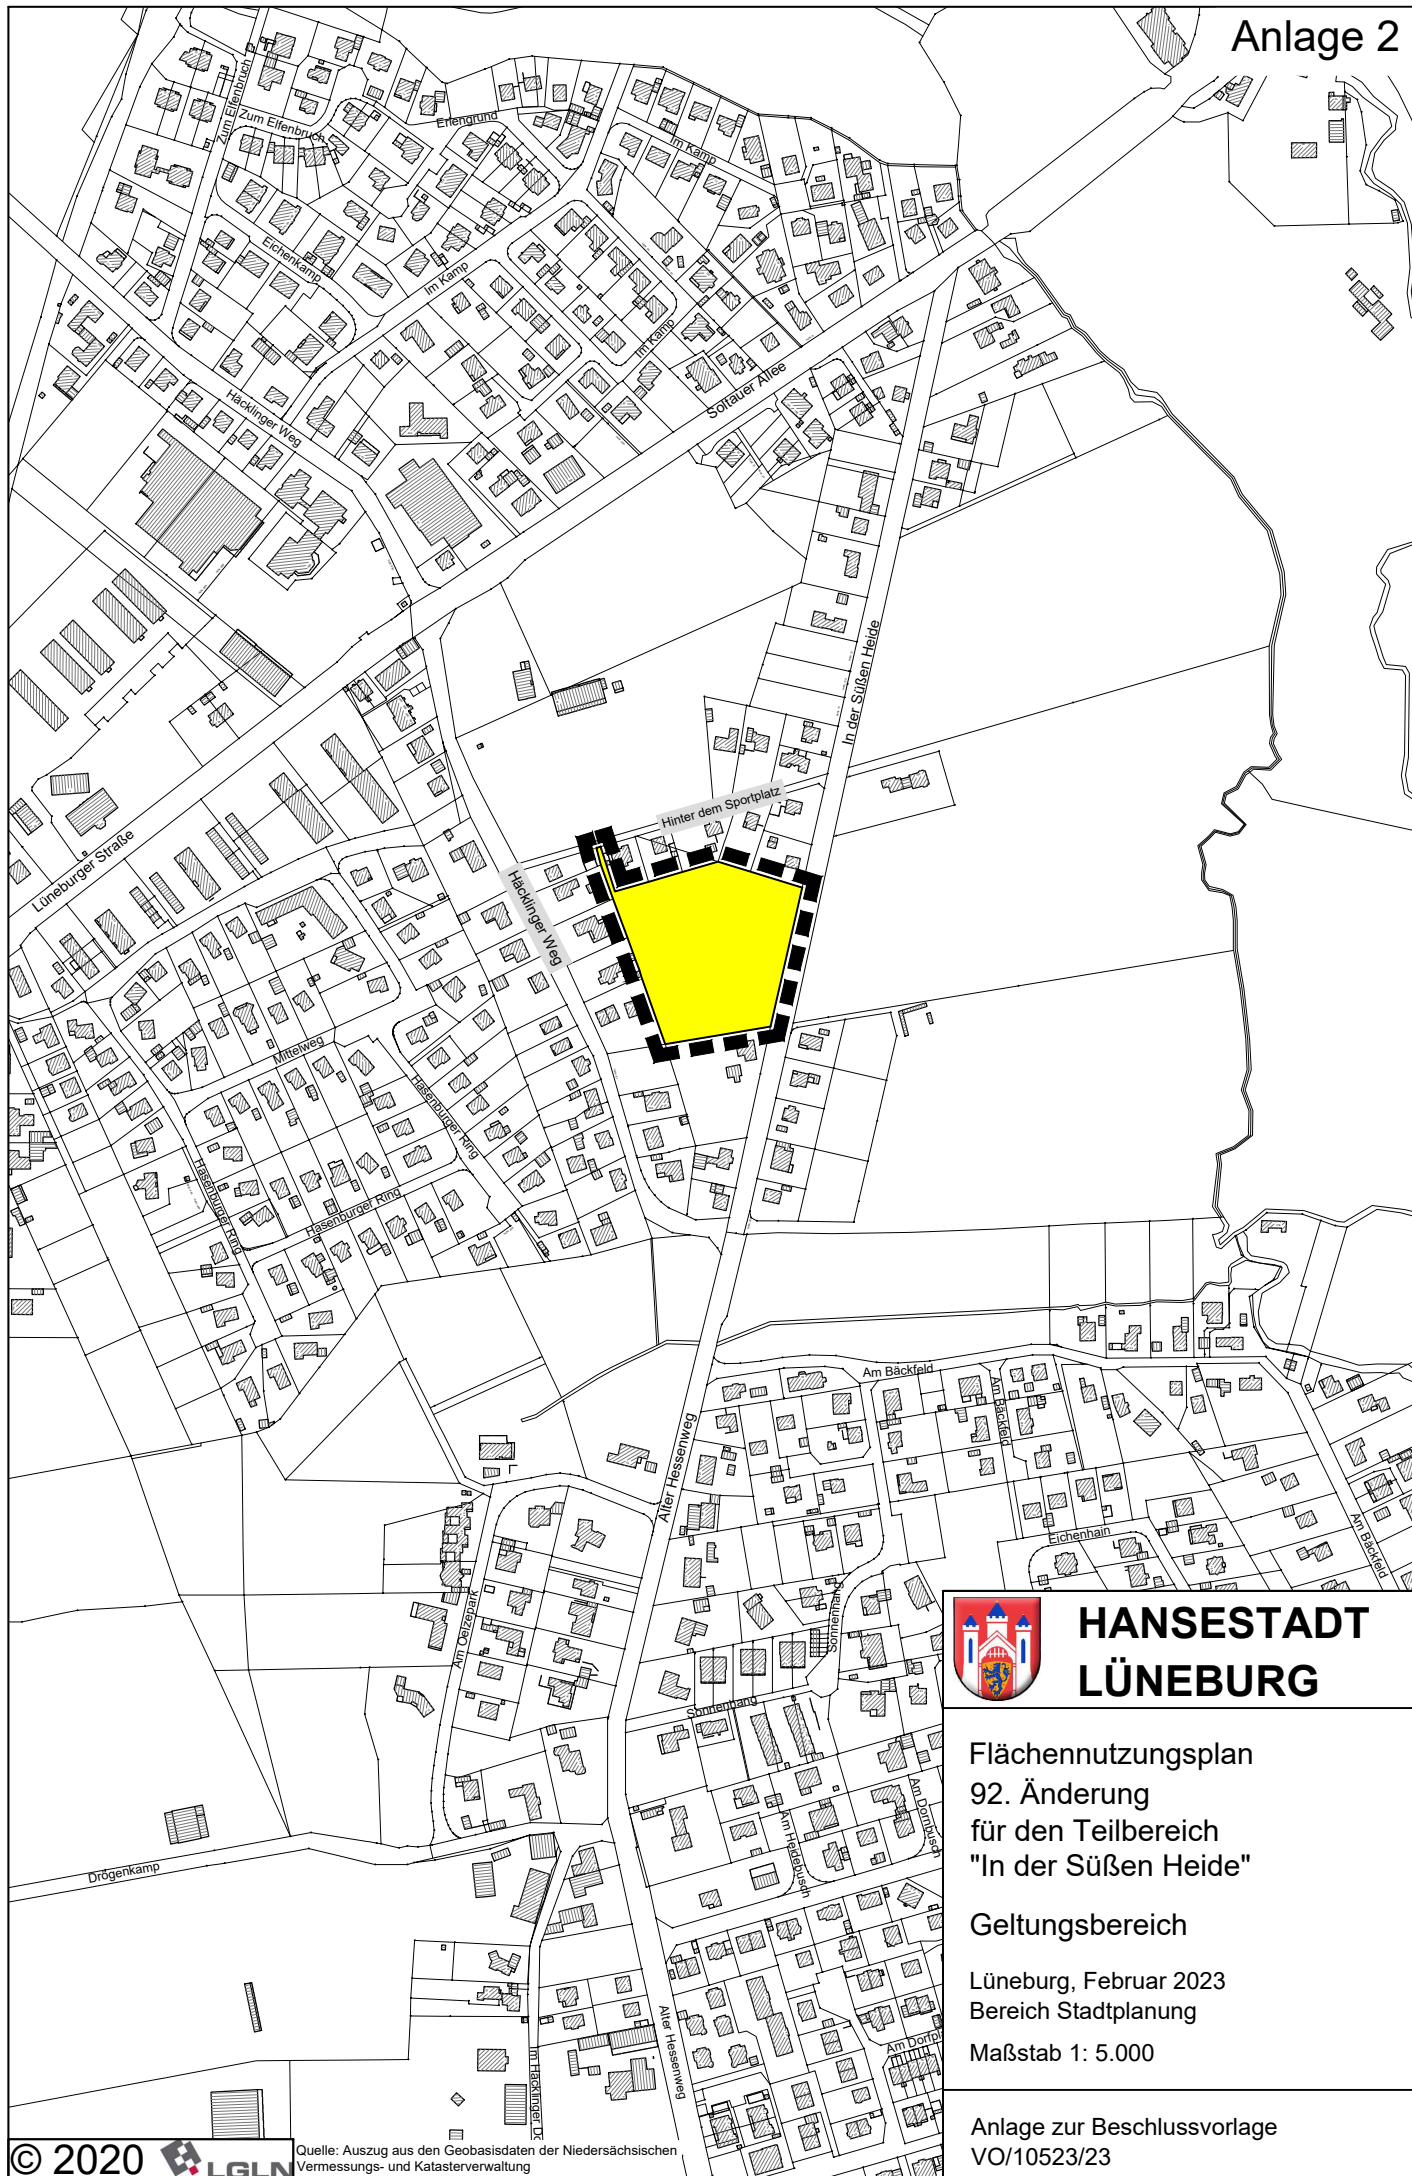 Anlage 2
Zum Elfenbruch
Zum Elfenbruch
Erlengrund
Im Kamp
Eichenkamp
Im Kamp
Im Kamp
Soltauer Allee
Häcklinger Weg
In der Süßen Heide
Hinter dem Sportplatz
Lüneburger Straße
Häcklinger Weg
Mittelweg
Hasenburger Ring
Hasenburger Ring
Hasenburger Ring
Am Bäckfeld
Am Bäckfeld
Alter Hessenweg
Eichenhain
Am Bäckfeld
Am Oelzepark
Sonnenhang
Sonnenhang
Am Heidebusch
Am Dornbusch
Drögenkamp
Alter Hessenweg
Im Häcklinger
Am Dorfpl
HANSESTADT
LÜNEBURG
Flächennutzungsplan
92. Änderung
für den Teilbereich
"In der Süßen Heide"
Geltungsbereich
Lüneburg, Februar 2023
Bereich Stadtplanung
Maßstab 1: 5.000
Anlage zur Beschlussvorlage
VO/10523/23
© 2020 LGLN
Quelle: Auszug aus den Geobasisdaten der Niedersächsischen
Vermessungs- und Katasterverwaltung